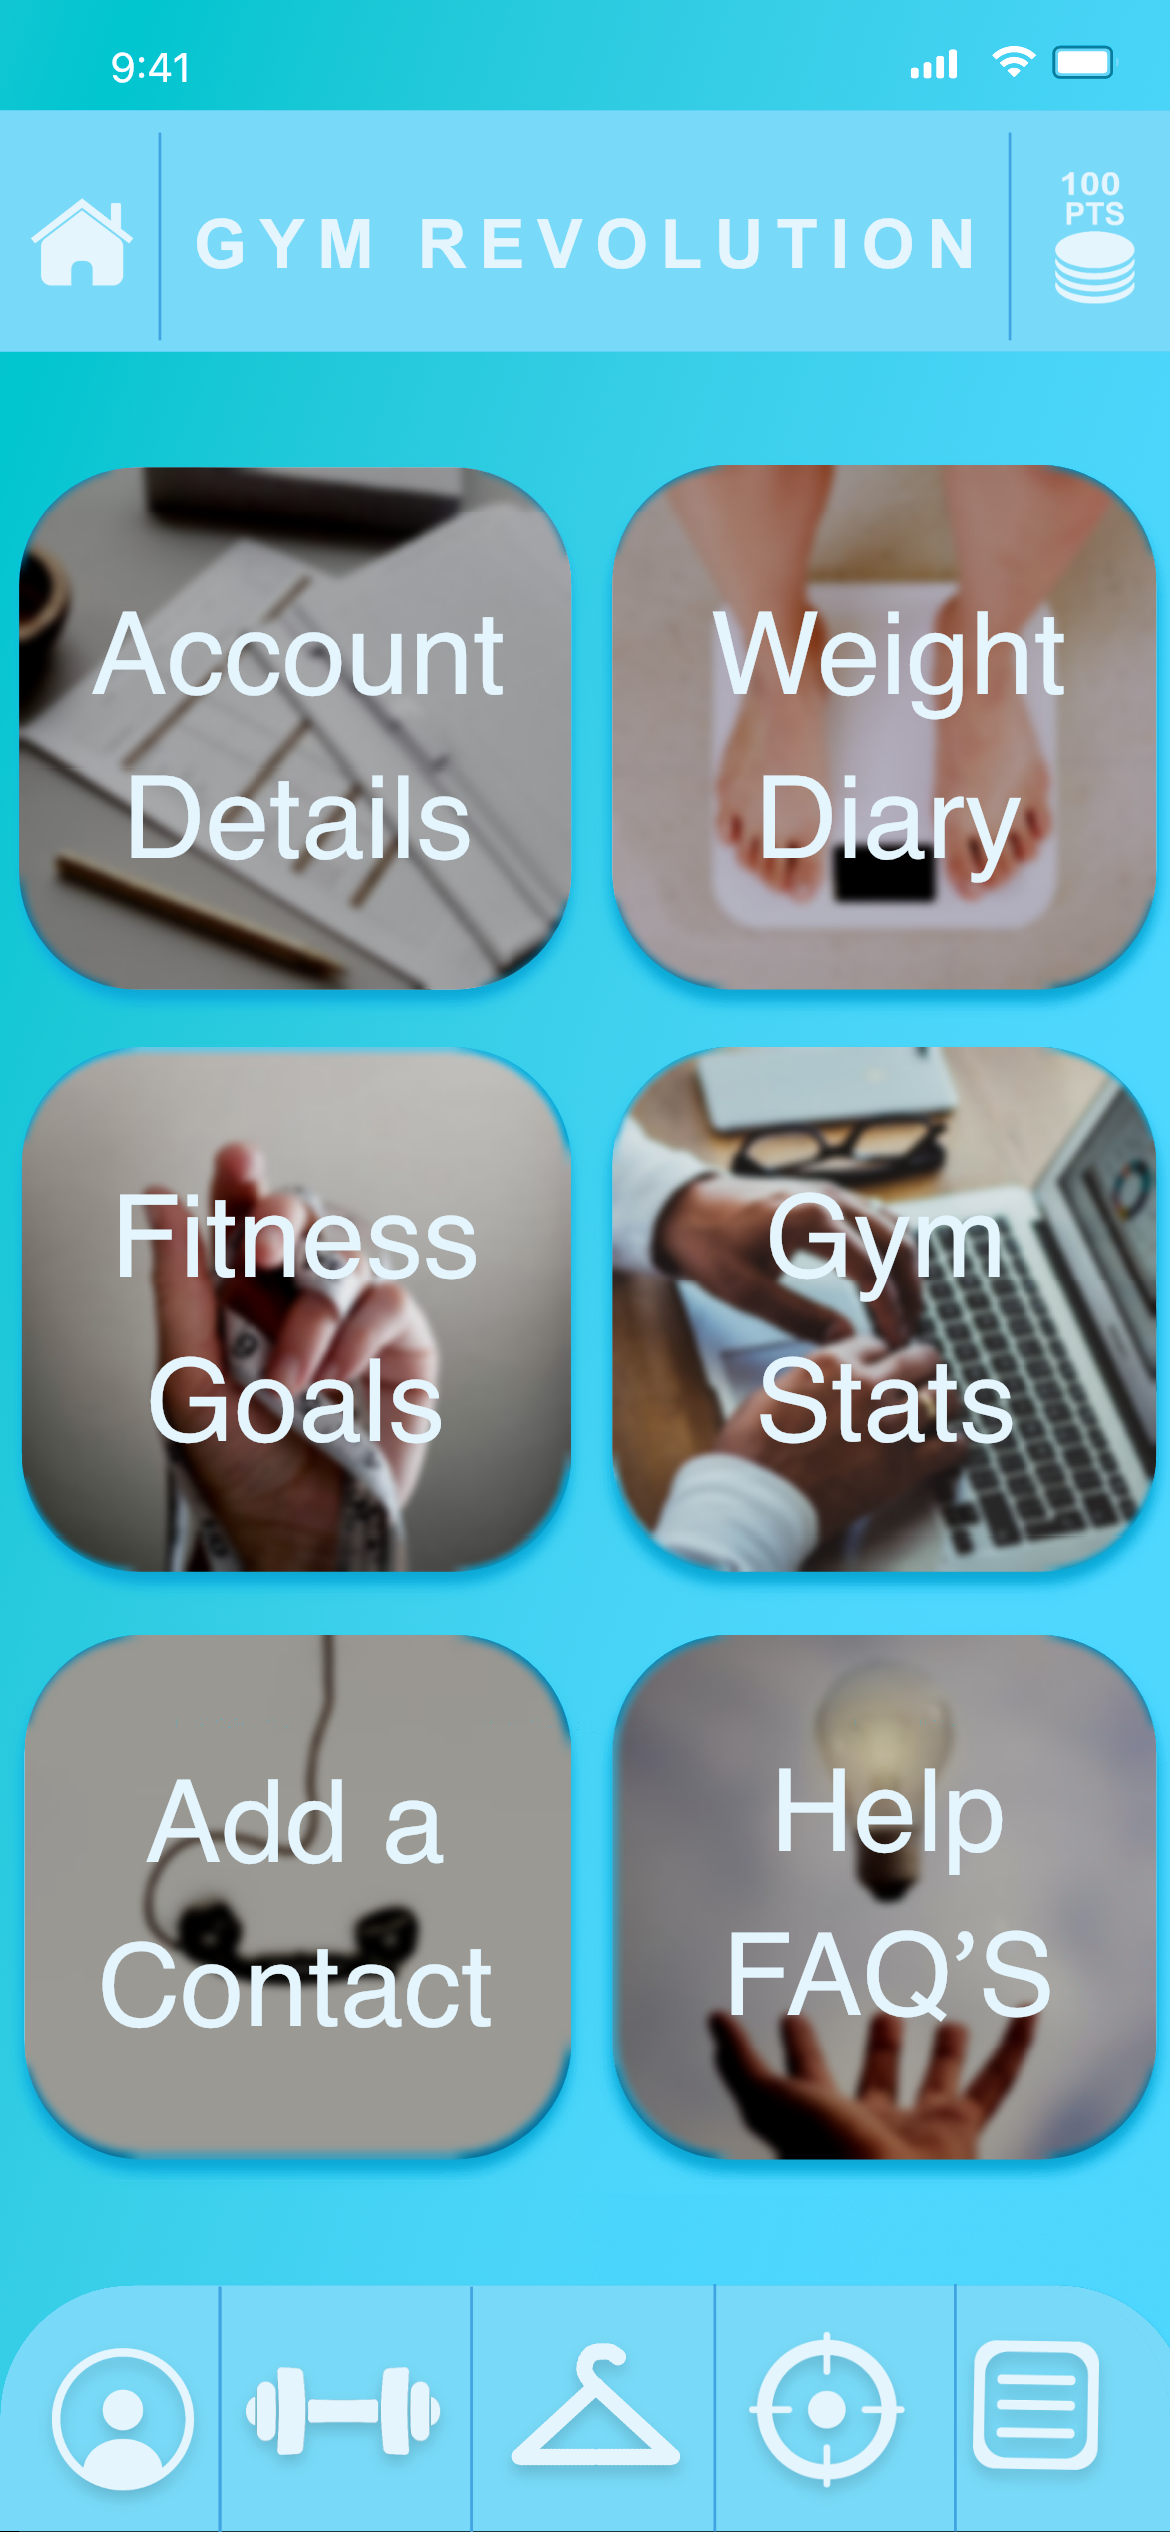 9:41
GYM REVOLUTION
100
PTS
Account
Details
Weight
Diary
Fitness
Goals
Gym
Stats
Add a
Contact
Help
FAQ’S